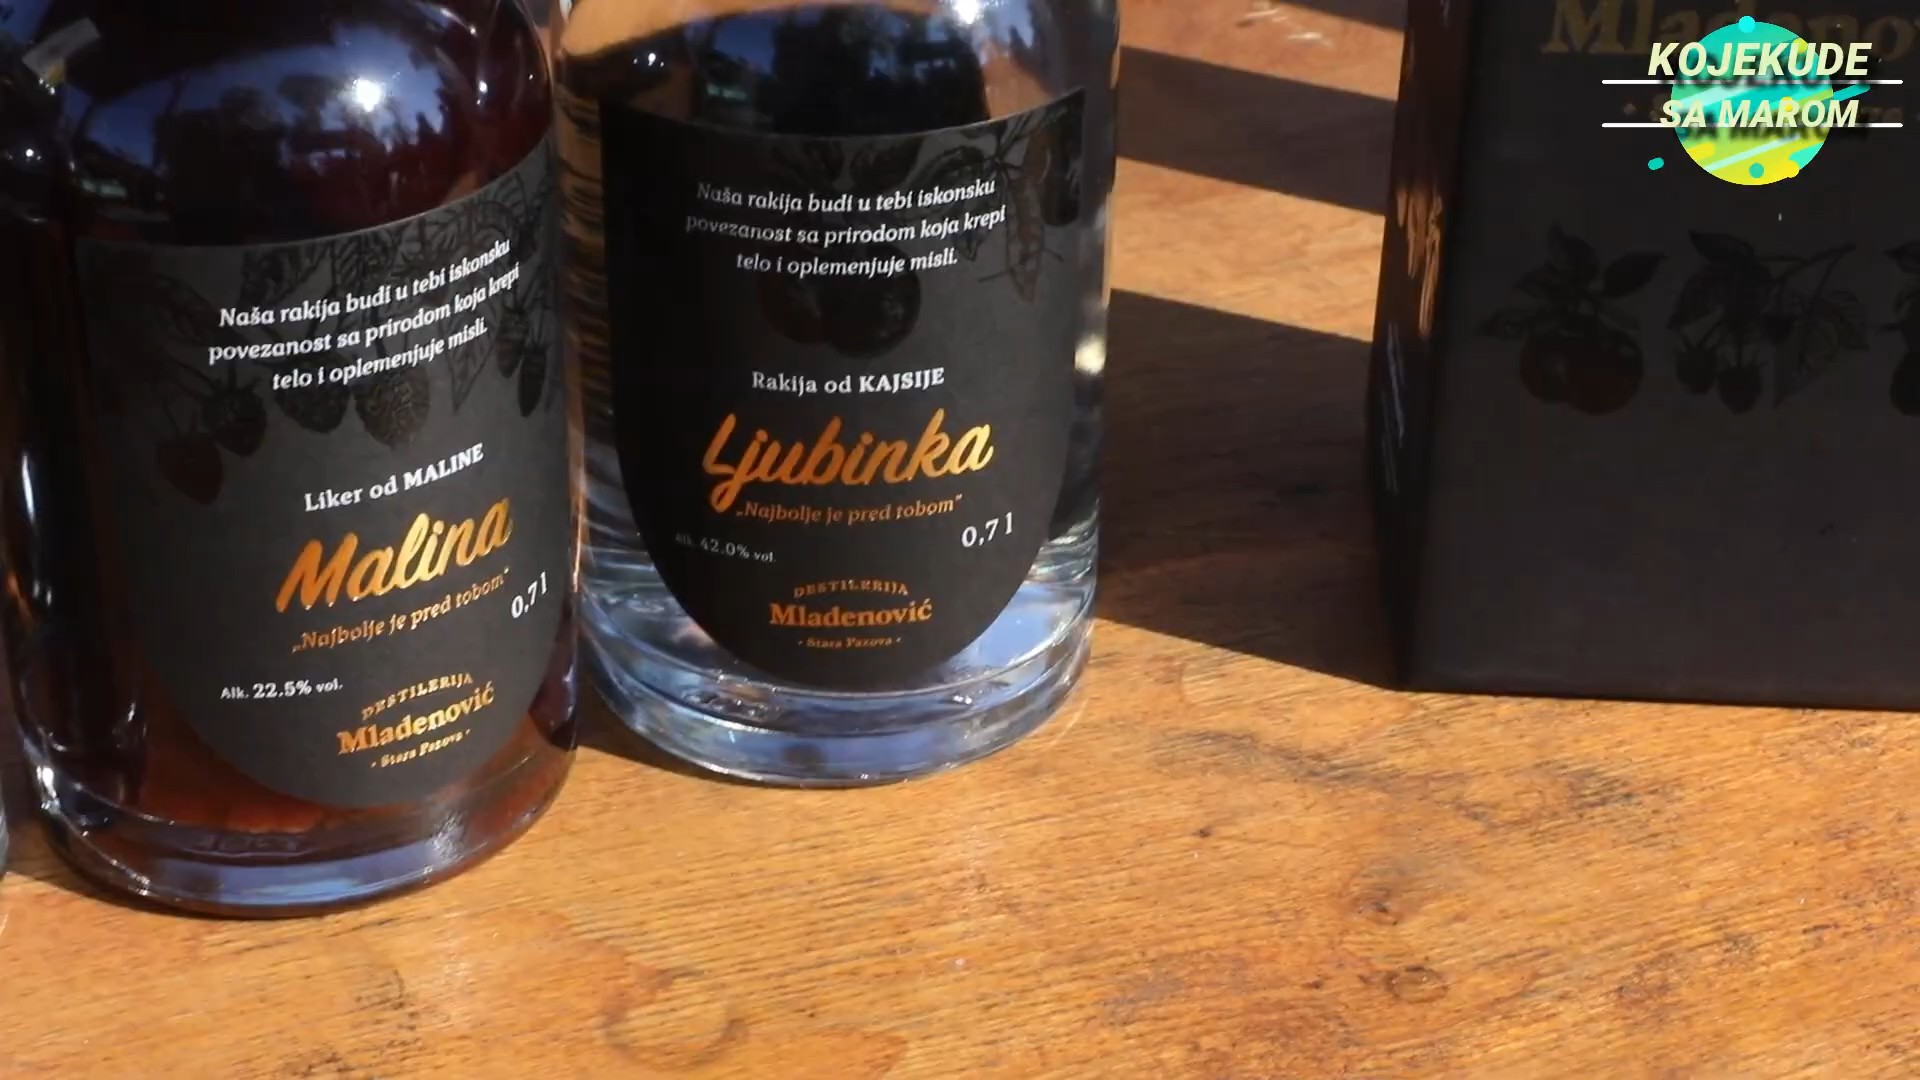 Naša rakija budi u tebi iskonsku
povezanost sa prirodom koja krepi
telo i oplemenjuje misli.
Liker od MALINE
Malina
„Najbolje je pred tobom"
0,7 l
Alk. 22.5% vol.
DESTILERIJA
Mladenović
• Stara Pazova •
Naša rakija budi u tebi iskonsku
povezanost sa prirodom koja krepi
telo i oplemenjuje misli.
Rakija od KAJSIJE
Ljubinka
„Najbolje je pred tobom"
Alk. 42.0% vol.
0,7 l
DESTILERIJA
Mladenović
• Stara Pazova •
KOJEKUDE
SA MAROM